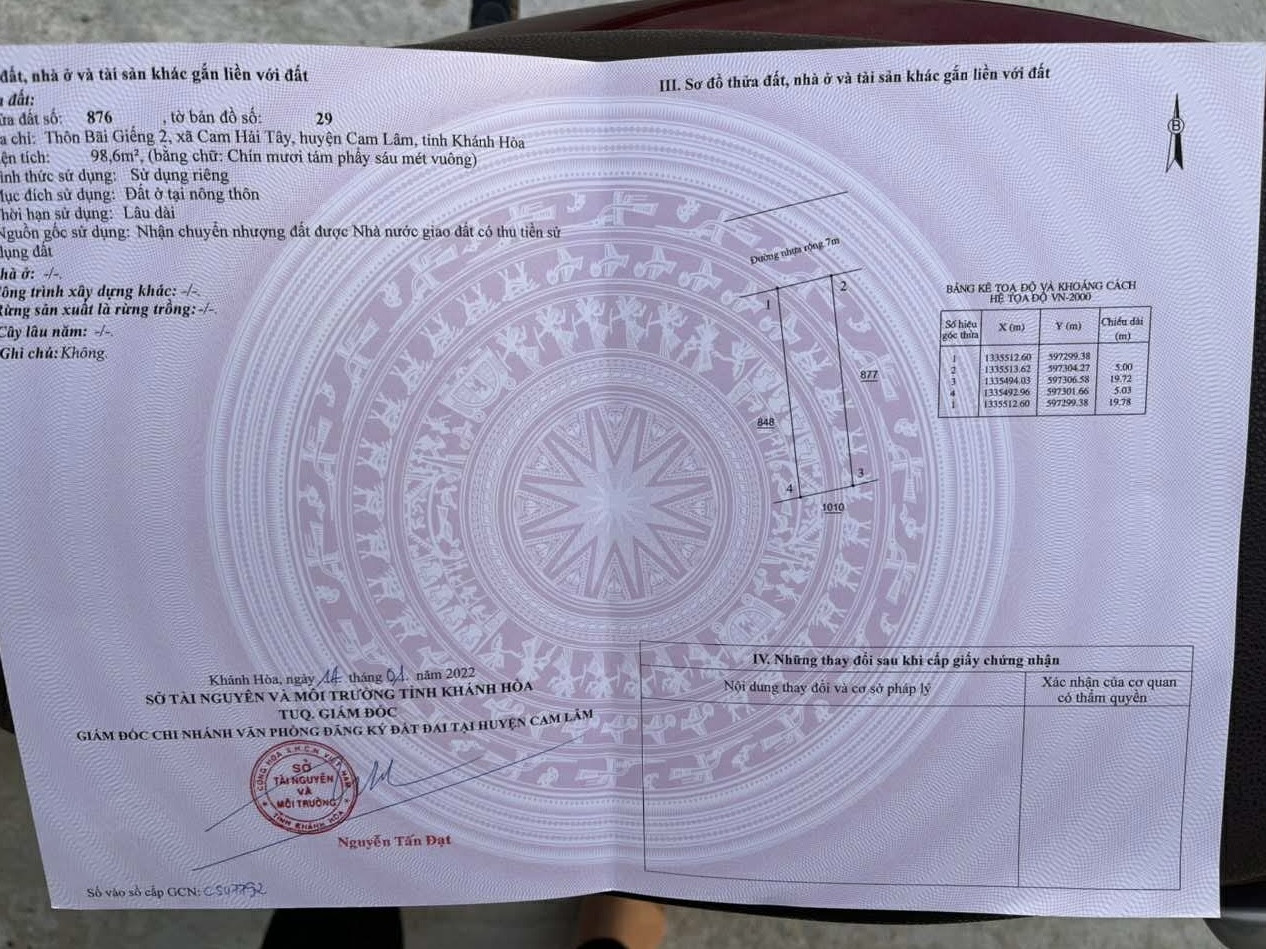 đất, nhà ở và tài sản khác gắn liền với đất
đất:
ửa đất số: 876 , tờ bản đồ số: 29
a chỉ: Thôn Bãi Giếng 2, xã Cam Hải Tây, huyện Cam Lâm, tỉnh Khánh Hòa
ện tích: 98,6m², (bằng chữ: Chín mươi tám phẩy sáu mét vuông)
ình thức sử dụng: Sử dụng riêng
ục đích sử dụng: Đất ở tại nông thôn
hời hạn sử dụng: Lâu dài
Nguồn gốc sử dụng: Nhận chuyển nhượng đất được Nhà nước giao đất có thu tiền sử
dụng đất
hà ở: -/-.
ông trình xây dựng khác: -/-.
Rừng sản xuất là rừng trồng:-/-.
Cây lâu năm: -/-.
Ghi chú: Không.
Khánh Hòa, ngày 14 tháng 01. năm 2022
SỞ TÀI NGUYÊN VÀ MÔI TRƯỜNG TỈNH KHÁNH HÒA
TUQ. GIÁM ĐỐC
GIÁM ĐỐC CHI NHÁNH VĂN PHÒNG ĐĂNG KÝ ĐẤT ĐAI TẠI HUYỆN CAM LÂM
CỘNG HÒA X.H.C.N VIỆT NAM
SỞ
TÀI NGUYÊN
VÀ
MÔI TRƯỜNG
TỈNH KHÁNH HÒA
Nguyễn Tấn Đạt
Số vào sổ cấp GCN: CS07792
III. Sơ đồ thửa đất, nhà ở và tài sản khác gắn liền với đất
B
Đường nhựa rộng 7m
1
2
877
848
3
4
1010
BẢNG KÊ TOẠ ĐỘ VÀ KHOẢNG CÁCH
HỆ TỌA ĐỘ VN-2000
Số hiệu góc thửa X (m) Y (m) Chiều dài (m)
1 1335512.60 597299.38
5.00
2 1335513.62 597304.27
19.72
3 1335494.03 597306.58
5.03
4 1335492.96 597301.66
19.78
1 1335512.60 597299.38
IV. Những thay đổi sau khi cấp giấy chứng nhận
Nội dung thay đổi và cơ sở pháp lý
Xác nhận của cơ quan
có thẩm quyền